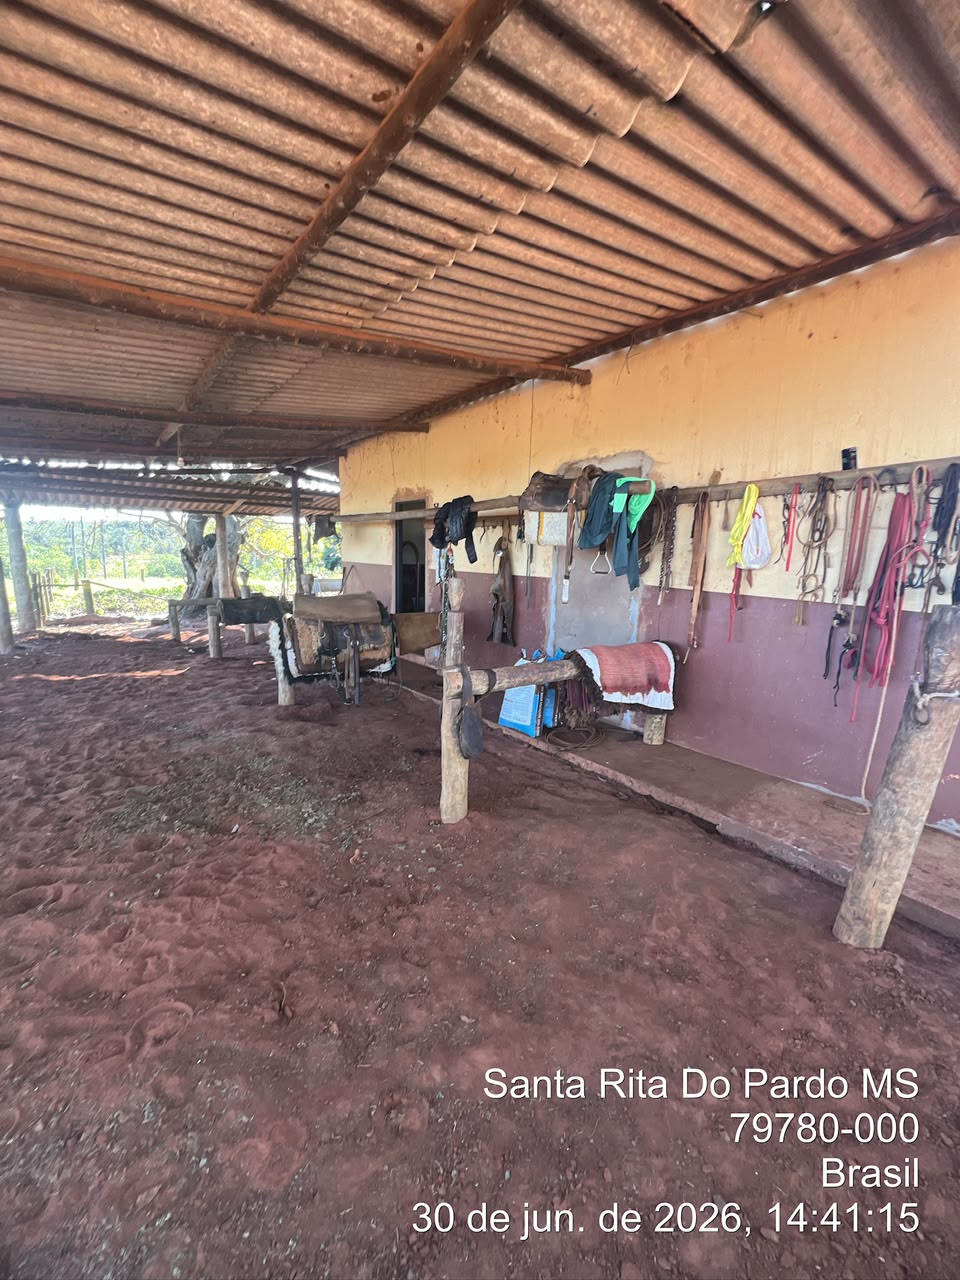 Santa Rita Do Pardo MS
79780-000
Brasil
30 de jun. de 2026, 14:41:15